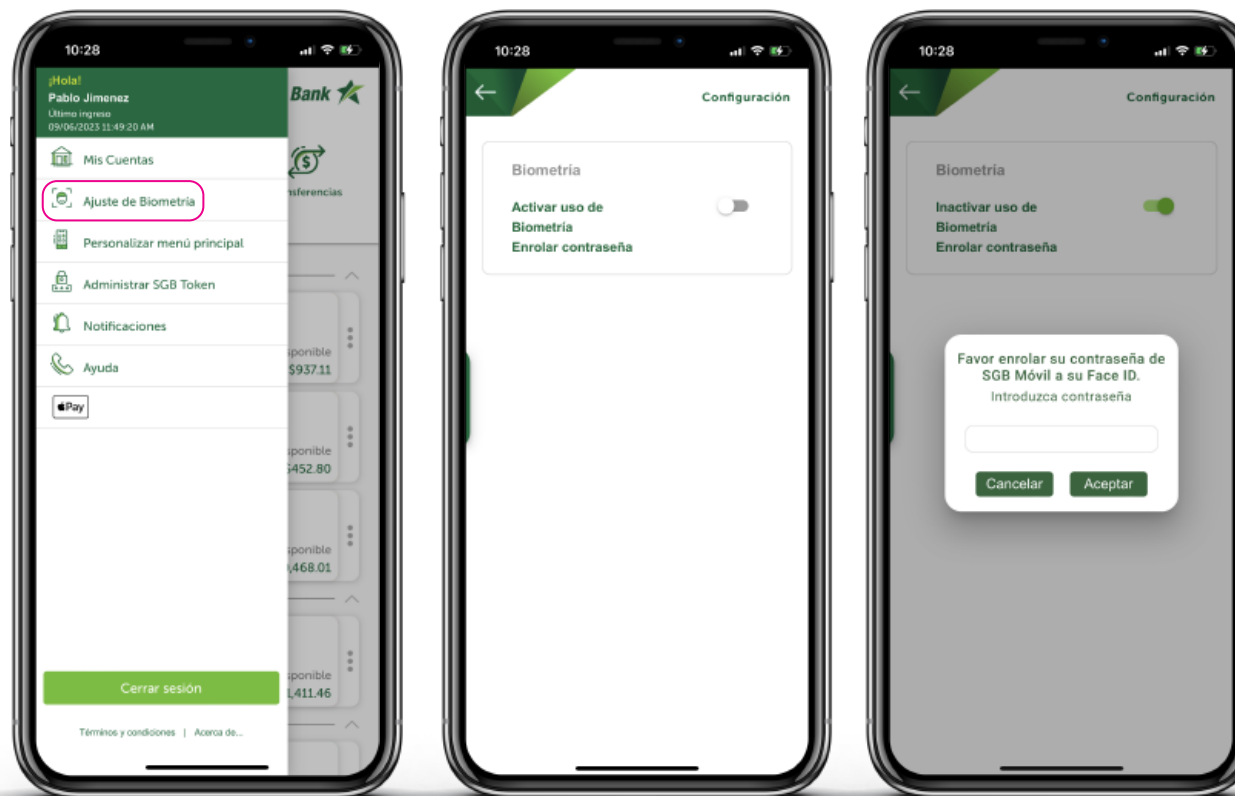 10:28
¡Hola!
Pablo Jimenez
Último ingreso
09/06/2023 11:49:20 AM
Bank
Mis Cuentas
Ajuste de Biometría
Personalizar menú principal
Administrar SGB Token
Notificaciones
Ayuda
Pay
nsferencias
sponible
$937.11
sponible
$452.80
sponible
,468.01
sponible
1,411.46
Cerrar sesión
Términos y condiciones | Acerca de...
10:28
Configuración
Biometría
Activar uso de
Biometría
Enrolar contraseña
10:28
Configuración
Biometría
Inactivar uso de
Biometría
Enrolar contraseña
Favor enrolar su contraseña de
SGB Móvil a su Face ID.
Introduzca contraseña
Cancelar
Aceptar